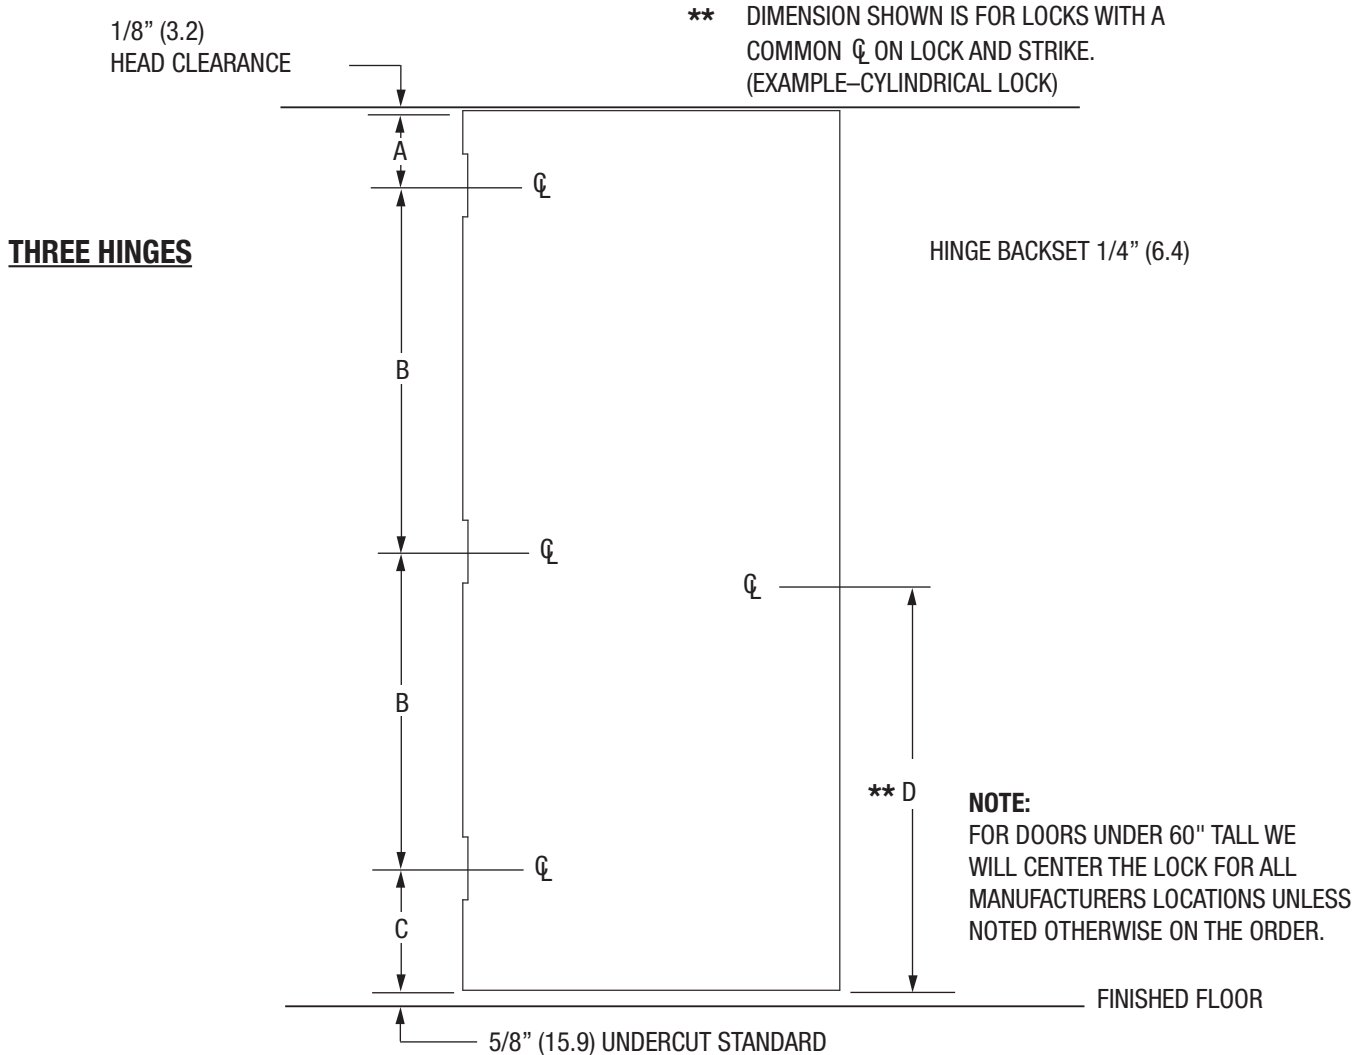 ** DIMENSION SHOWN IS FOR LOCKS WITH A
COMMON ℄ ON LOCK AND STRIKE.
(EXAMPLE–CYLINDRICAL LOCK)
1/8” (3.2)
HEAD CLEARANCE
A
℄
THREE HINGES
HINGE BACKSET 1/4” (6.4)
B
℄
℄
B
** D
NOTE:
FOR DOORS UNDER 60" TALL WE
WILL CENTER THE LOCK FOR ALL
MANUFACTURERS LOCATIONS UNLESS
NOTED OTHERWISE ON THE ORDER.
℄
C
FINISHED FLOOR
5/8” (15.9) UNDERCUT STANDARD